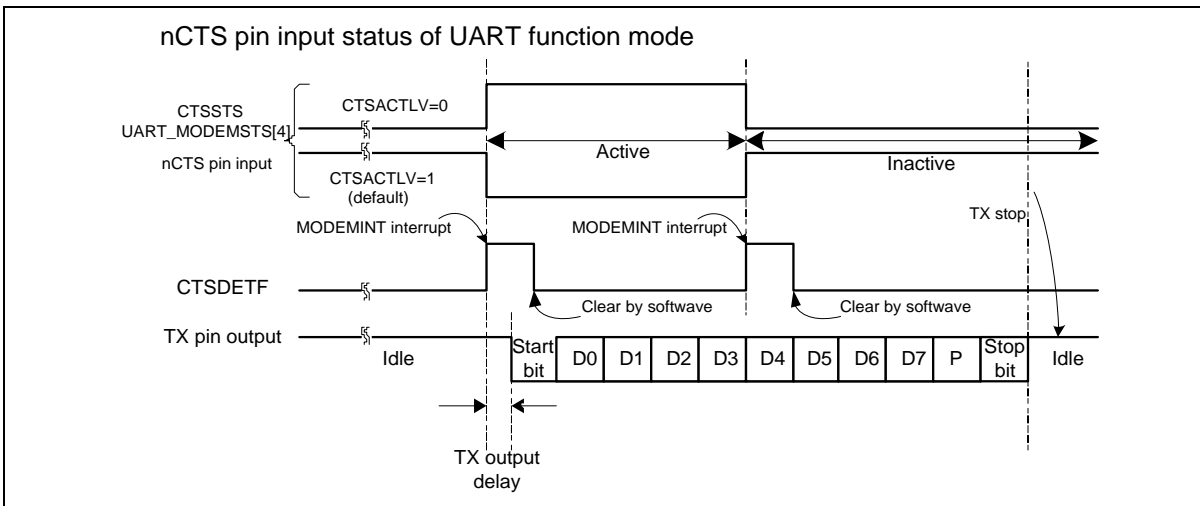 nCTS pin input status of UART function mode
CTSSTS
UART_MODEMSTS[4]
nCTS pin input
CTSACTLV=0
CTSACTLV=1
(default)
Active
Inactive
MODEMINT interrupt
MODEMINT interrupt
TX stop
CTSDETF
Clear by softwave
Clear by softwave
TX pin output
Idle
Start
bit
D0
D1
D2
D3
D4
D5
D6
D7
P
Stop
bit
Idle
TX output
delay